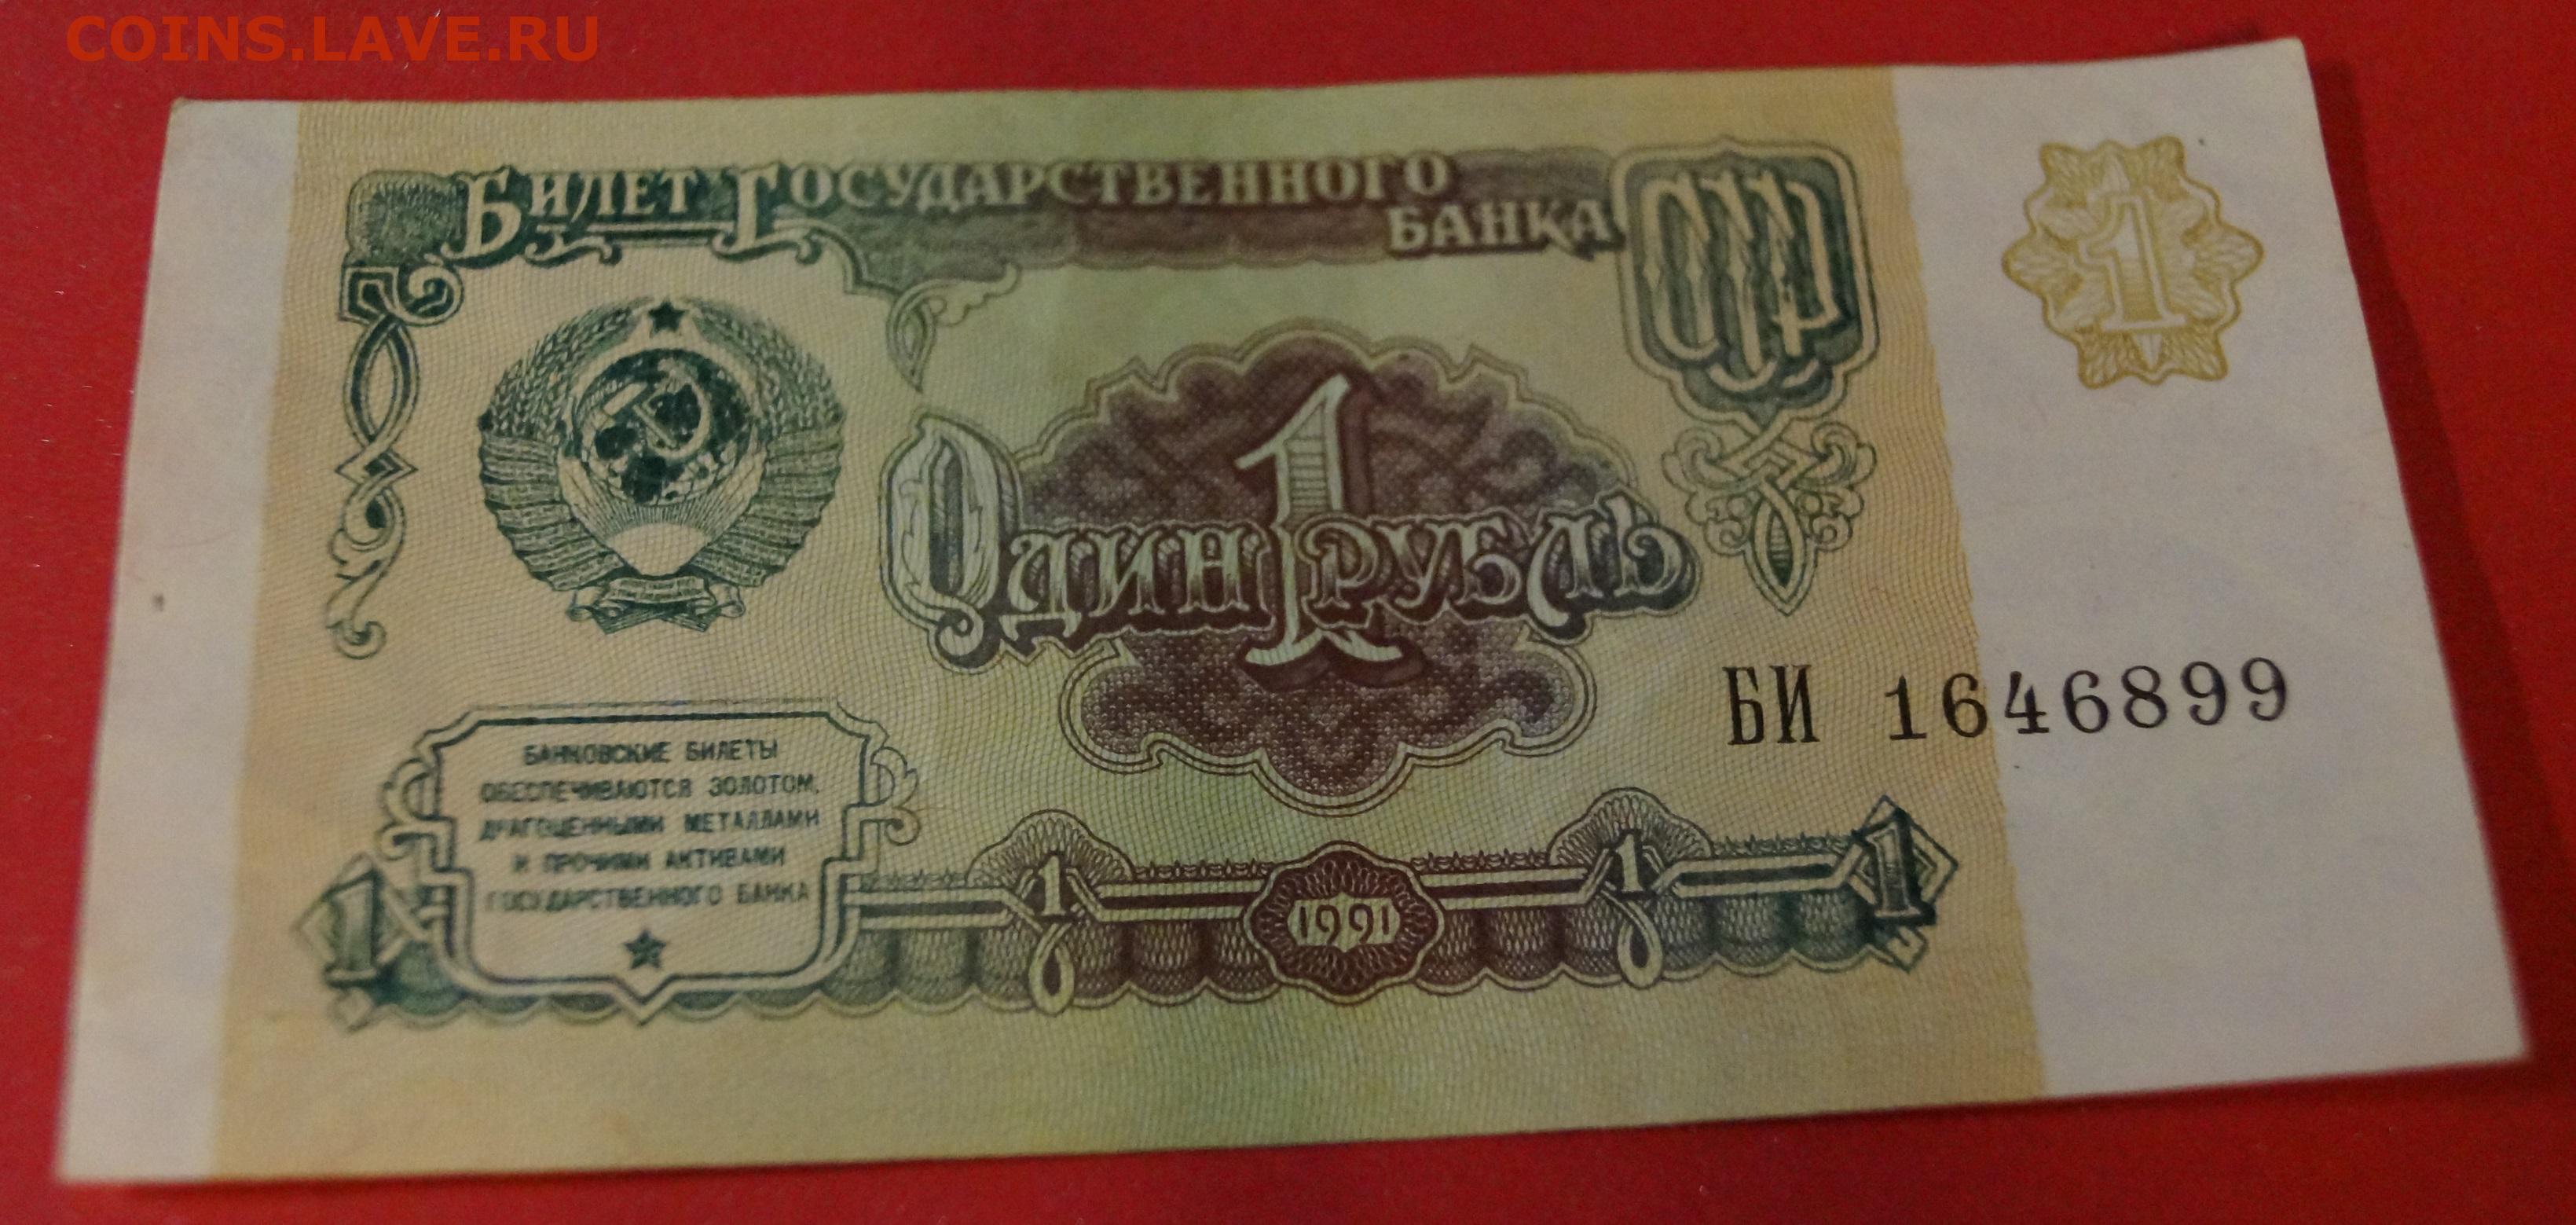 COINS.LAVE.RU
БИЛЕТ ГОСУДАРСТВЕННОГО
БАНКА
СССР
1
1
ОДИН РУБЛЬ
БИ 1646899
БАНКОВСКИЕ БИЛЕТЫ
ОБЕСПЕЧИВАЮТСЯ ЗОЛОТОМ,
ДРАГОЦЕННЫМИ МЕТАЛЛАМИ
И ПРОЧИМИ АКТИВАМИ
ГОСУДАРСТВЕННОГО БАНКА
1
1
1991
1
1